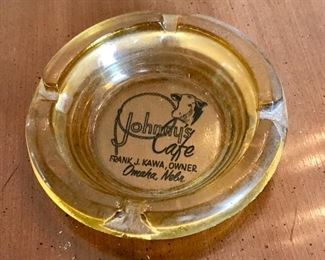 Johnny's
Cafe
FRANK J. KAWA, OWNER
Omaha, Nebr.